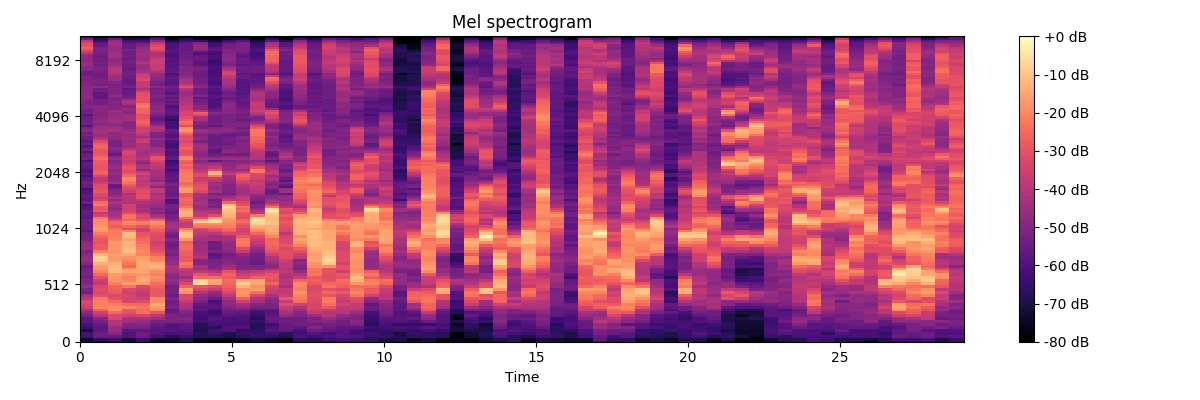 Mel spectrogram
8192
4096
2048
1024
512
0
Hz
0 5 10 15 20 25
Time
+0 dB
-10 dB
-20 dB
-30 dB
-40 dB
-50 dB
-60 dB
-70 dB
-80 dB